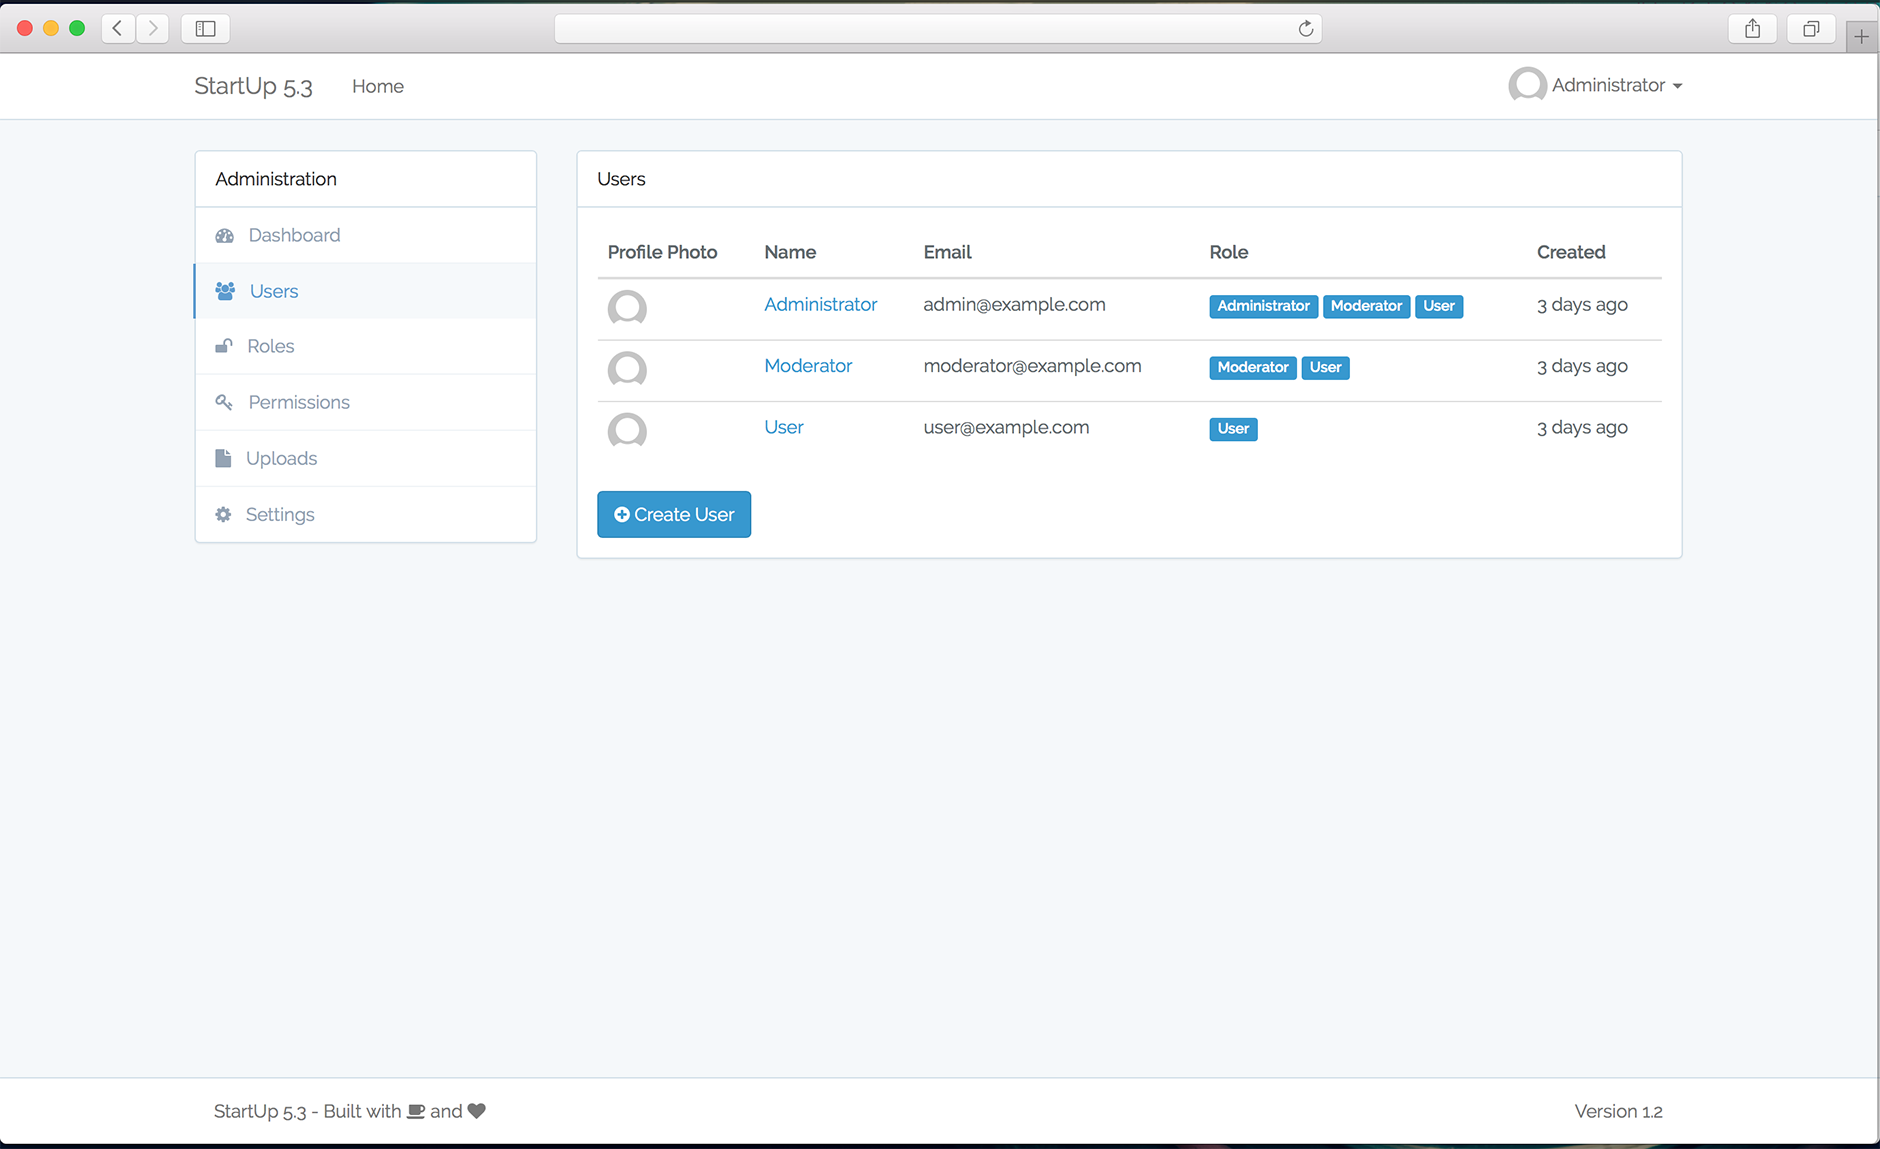 StartUp 5.3 Home Administrator
Administration
Dashboard
Users
Roles
Permissions
Uploads
Settings
Users
Profile Photo Name Email Role Created
Administrator admin@example.com Administrator Moderator User 3 days ago
Moderator moderator@example.com Moderator User 3 days ago
User user@example.com User 3 days ago
Create User
StartUp 5.3 - Built with and
Version 1.2